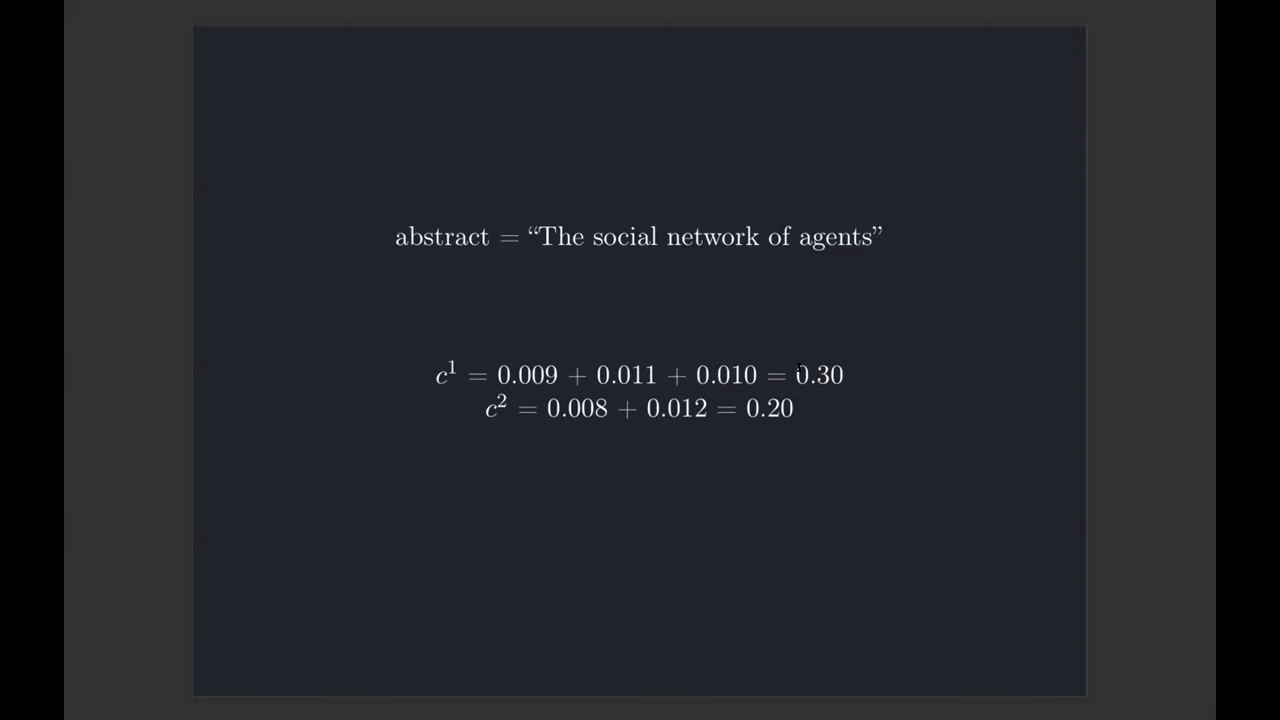 abstract = “The social network of agents”
c¹ = 0.009 + 0.011 + 0.010 = 0.30
c² = 0.008 + 0.012 = 0.20